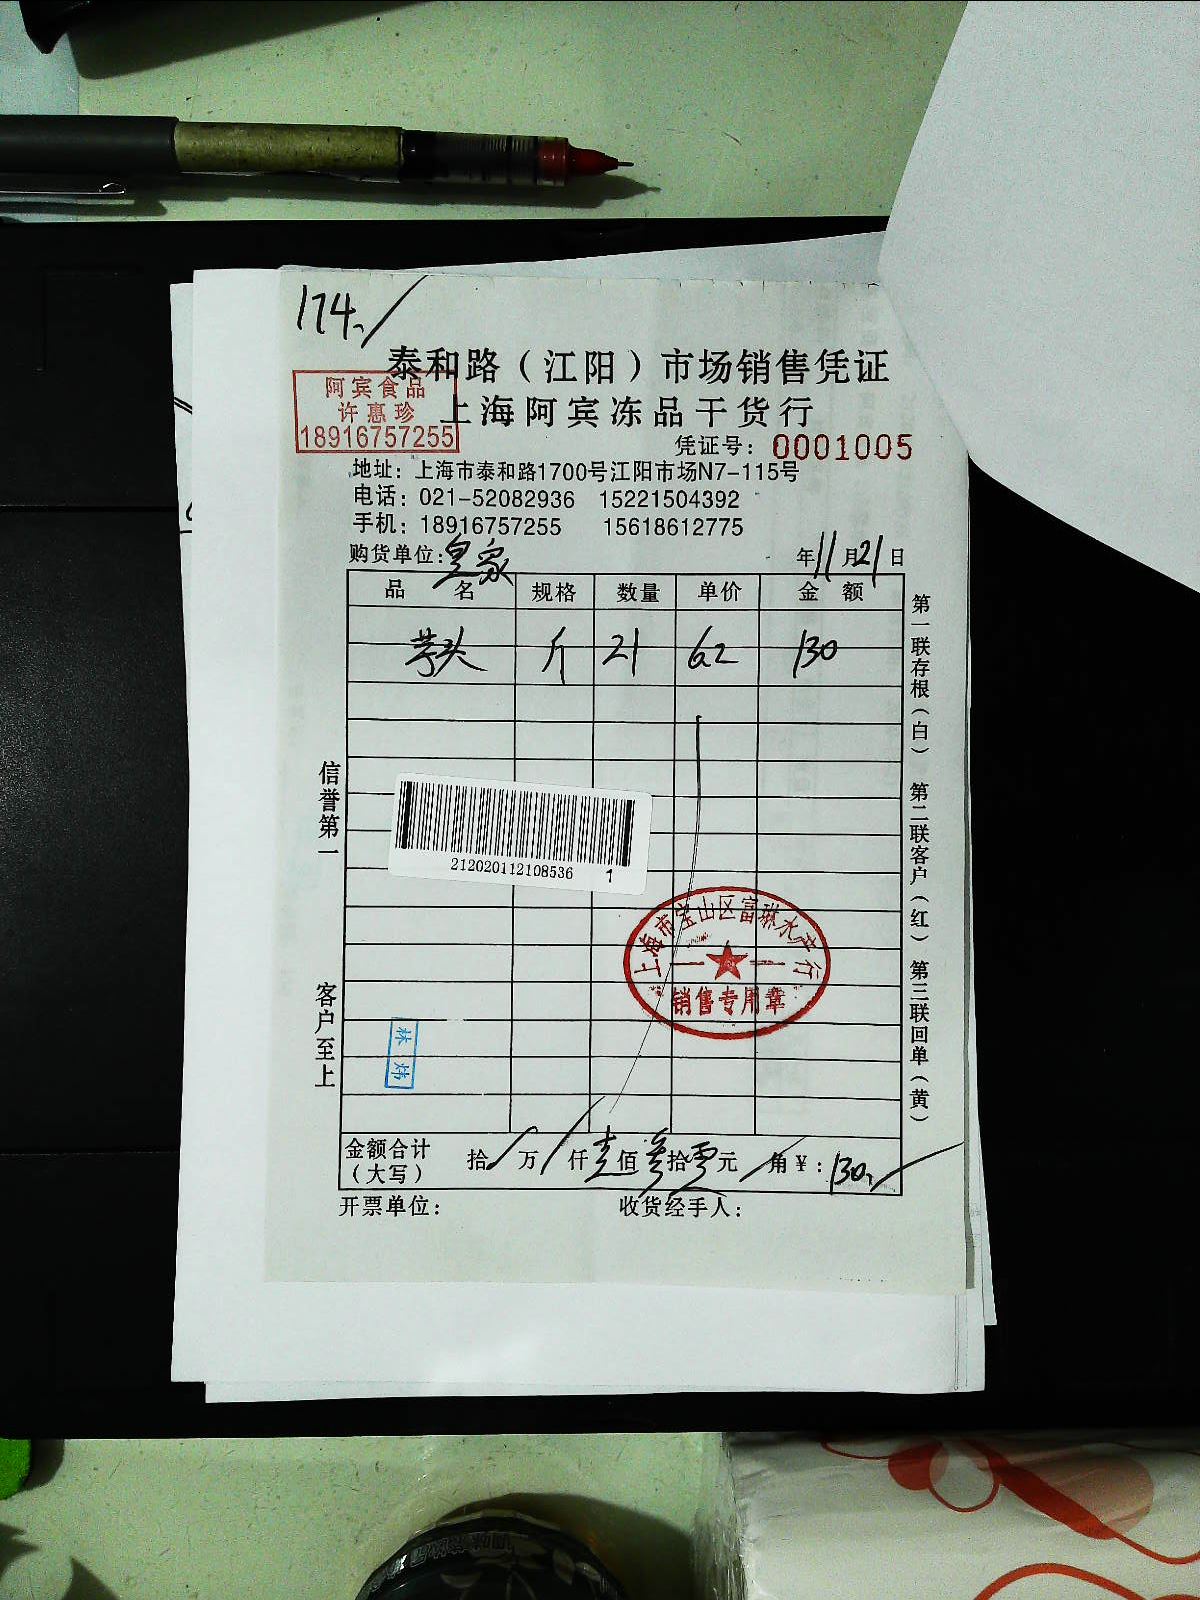 174.
泰和路（江阳）市场销售凭证
阿宾食品
许惠珍
18916757255
上海阿宾冻品干货行
凭证号：0001005
地址：上海市泰和路1700号江阳市场N7-115号
电话：021-52082936 15221504392
手机：18916757255 15618612775
购货单位：皇家 年11月21日
品名 规格 数量 单价 金额
芋头 斤 21 6.2 130
信誉第一 客户至上
第一联存根（白） 第二联客户（红） 第三联回单（黄）
212020112108536 1
上海市宝山区富琳水产行
销售专用章
林炜
金额合计（大写） 拾 万 仟壹佰叁拾零元 角¥：130.
开票单位： 收货经手人：